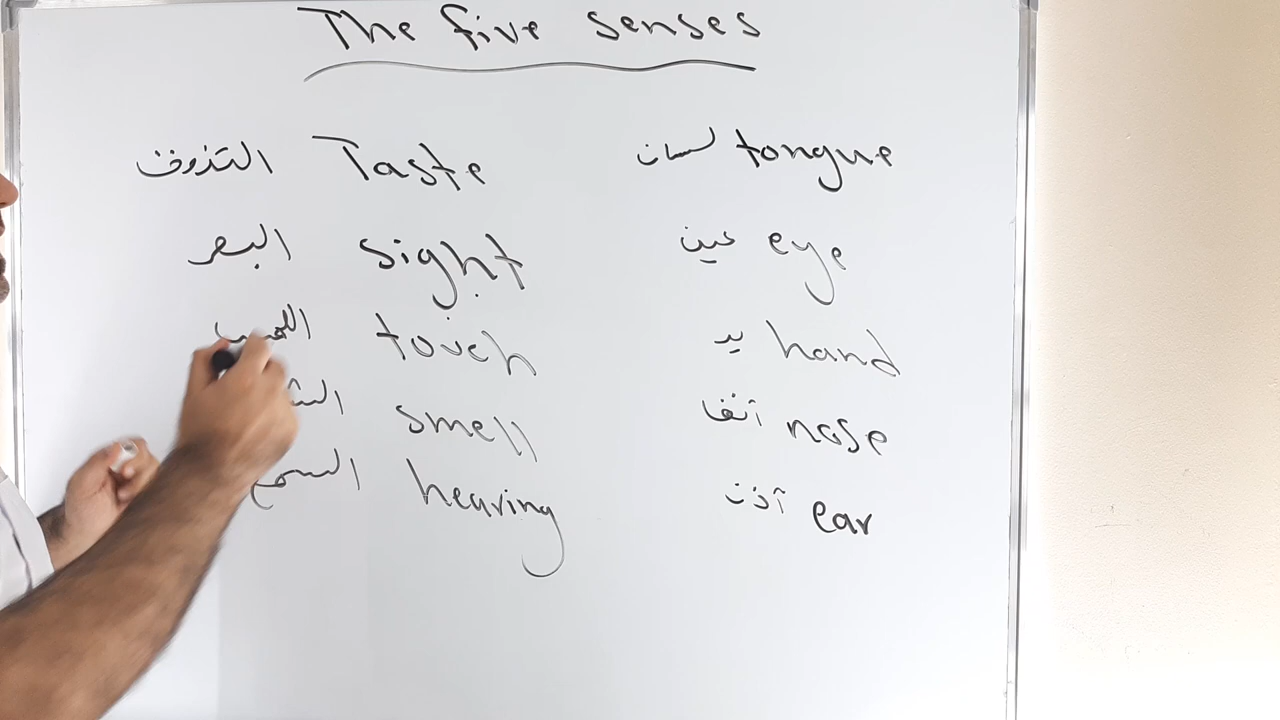 The five senses
التذوق Taste لسان tongue
البصر sight عين eye
touch يد hand
smell أنف nose
السمع hearing أذن ear